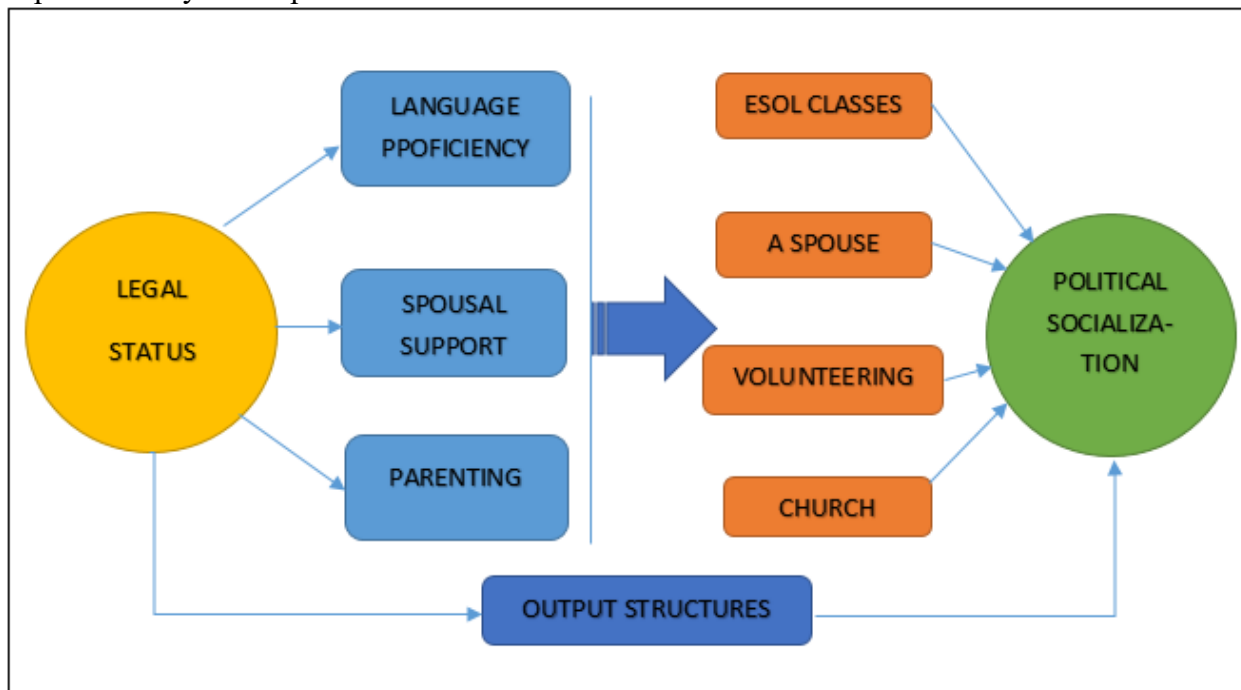 LANGUAGE
PPOFICIENCY
ESOL CLASSES
LEGAL
STATUS
SPOUSAL
SUPPORT
A SPOUSE
POLITICAL
SOCIALIZA-
TION
VOLUNTEERING
PARENTING
CHURCH
OUTPUT STRUCTURES